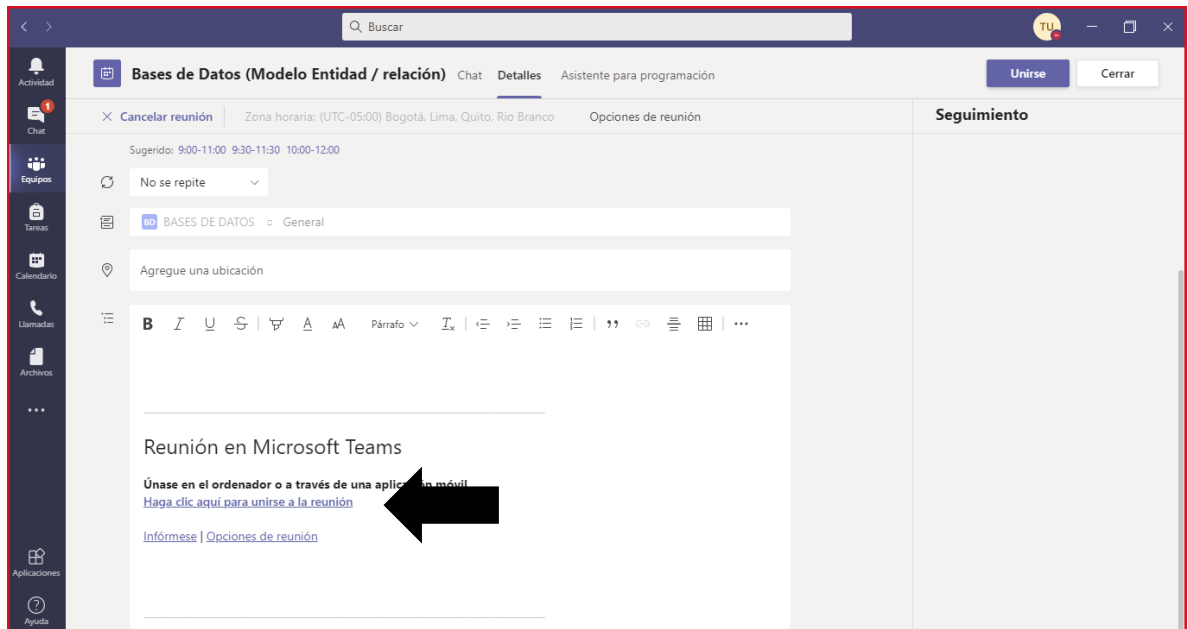 Buscar
TU
Actividad
1
Chat
Equipos
Tareas
Calendario
Llamadas
Archivos
Aplicaciones
Ayuda
Bases de Datos (Modelo Entidad / relación) Chat Detalles Asistente para programación
Unirse Cerrar
Cancelar reunión Zona horaria: (UTC-05:00) Bogotá, Lima, Quito, Rio Branco Opciones de reunión
Seguimiento
Sugerido: 9:00-11:00 9:30-11:30 10:00-12:00
No se repite
BD BASES DE DATOS General
Agregue una ubicación
B I U S A AA Párrafo Ix
Reunión en Microsoft Teams
Únase en el ordenador o a través de una aplicación móvil
Haga clic aquí para unirse a la reunión
Infórmese | Opciones de reunión